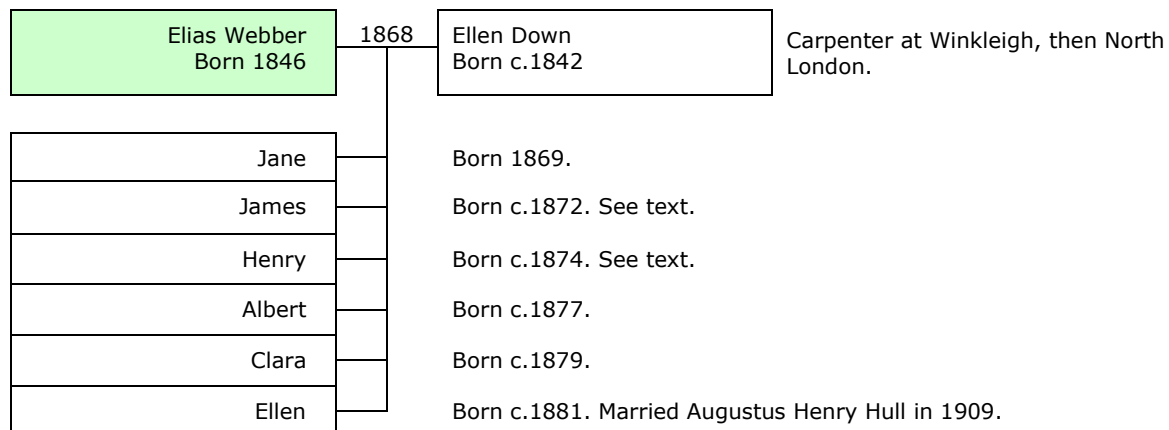 Elias Webber
Born 1846
1868
Ellen Down
Born c.1842
Carpenter at Winkleigh, then North
London.
Jane Born 1869.
James Born c.1872. See text.
Henry Born c.1874. See text.
Albert Born c.1877.
Clara Born c.1879.
Ellen Born c.1881. Married Augustus Henry Hull in 1909.